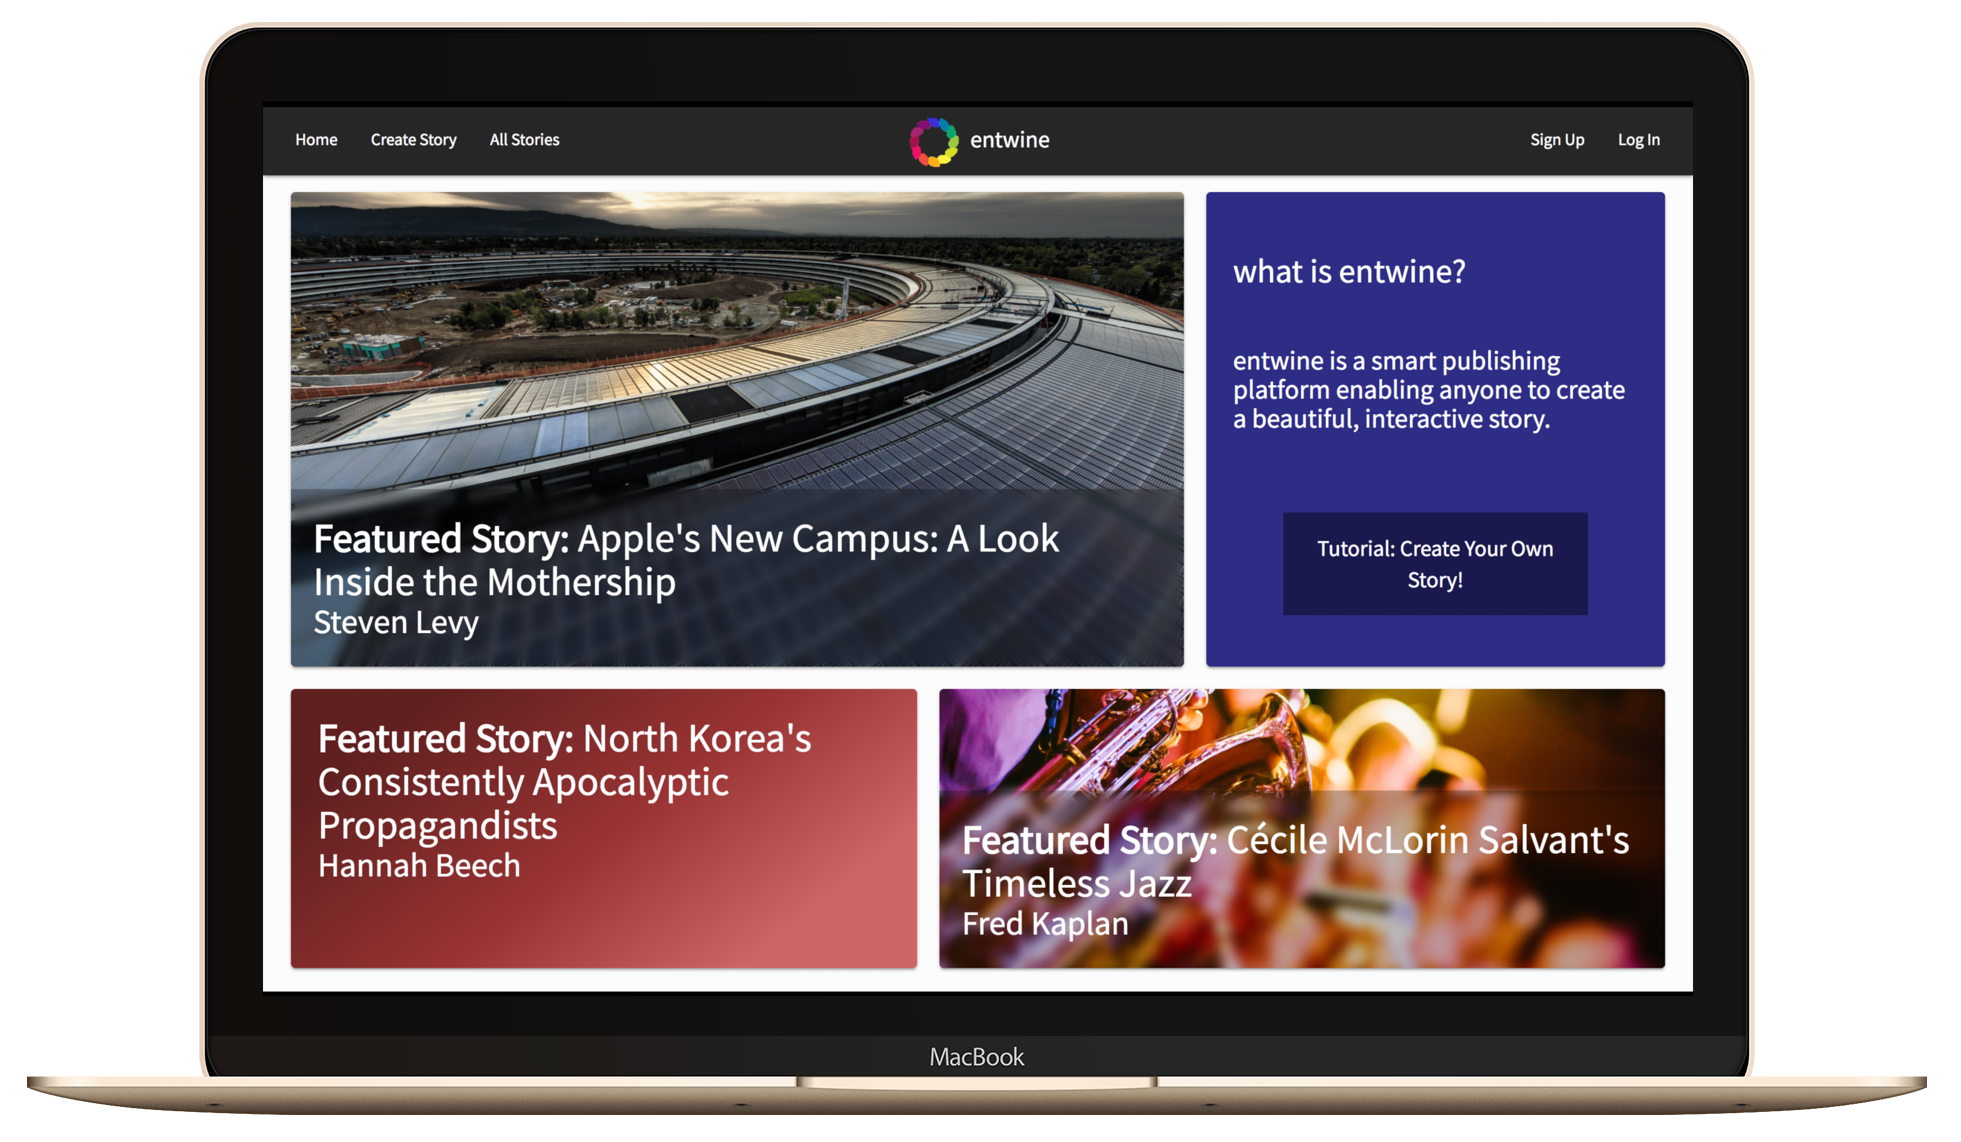 Home Create Story All Stories entwine Sign Up Log In
Featured Story: Apple's New Campus: A Look
Inside the Mothership
Steven Levy
what is entwine?
entwine is a smart publishing
platform enabling anyone to create
a beautiful, interactive story.
Tutorial: Create Your Own
Story!
Featured Story: North Korea's
Consistently Apocalyptic
Propagandists
Hannah Beech
Featured Story: Cécile McLorin Salvant's
Timeless Jazz
Fred Kaplan
MacBook